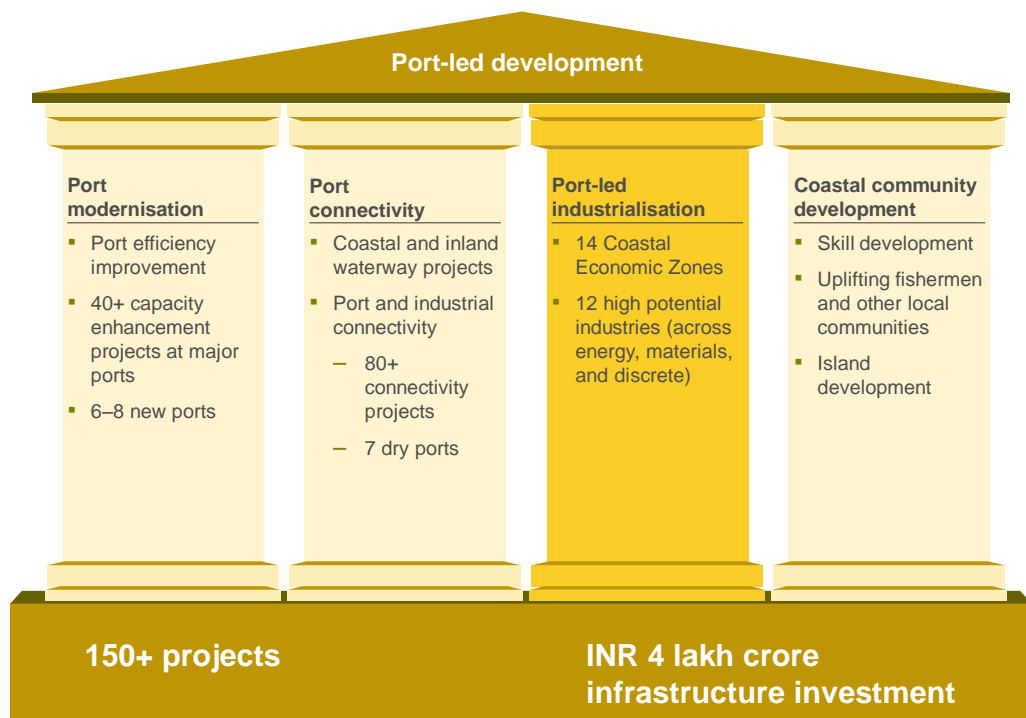 Port-led development
Port
modernisation
▪ Port efficiency
improvement
▪ 40+ capacity
enhancement
projects at major
ports
▪ 6–8 new ports
Port
connectivity
▪ Coastal and inland
waterway projects
▪ Port and industrial
connectivity
– 80+
connectivity
projects
– 7 dry ports
Port-led
industrialisation
▪ 14 Coastal
Economic Zones
▪ 12 high potential
industries (across
energy, materials,
and discrete)
Coastal community
development
▪ Skill development
▪ Uplifting fishermen
and other local
communities
▪ Island
development
150+ projects
INR 4 lakh crore
infrastructure investment